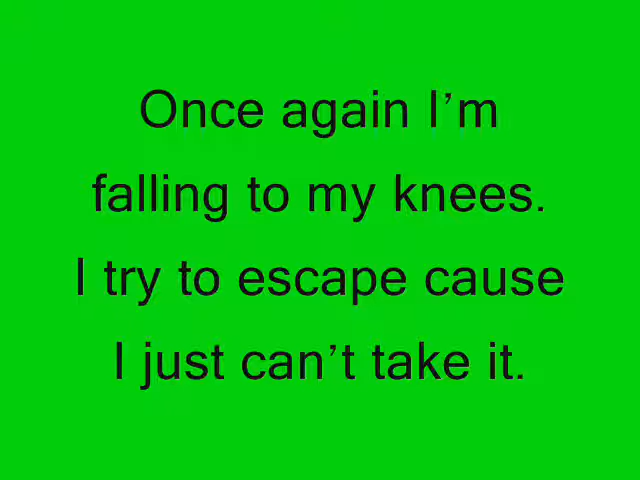 Once again I’m
falling to my knees.
I try to escape cause
I just can’t take it.